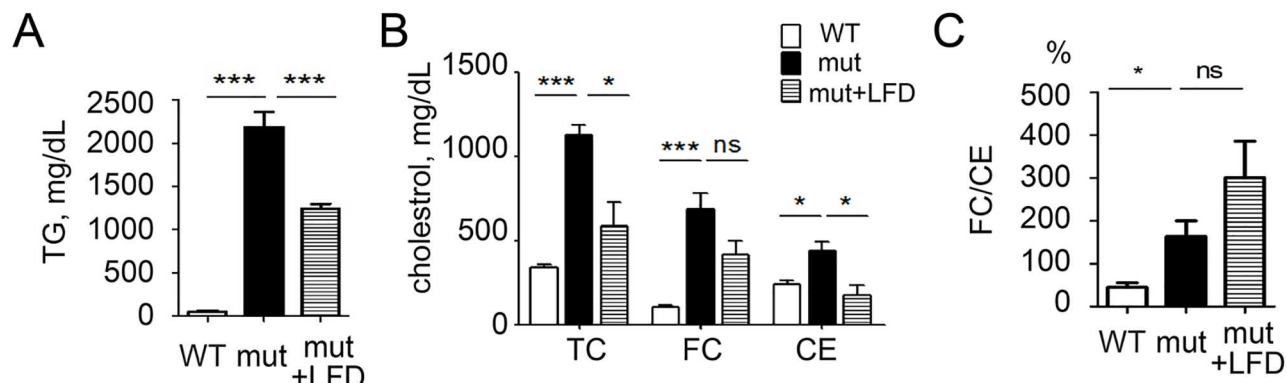 A
TG, mg/dL
2500
2000
1500
1000
500
0
*** ***
WT mut mut
+LFD
B
cholestrol, mg/dL
1500
1000
500
0
*** *
*** ns
* *
TC FC CE
WT
mut
mut+LFD
C
%
FC/CE
500
400
300
200
100
0
* ns
WT mut mut
+LFD